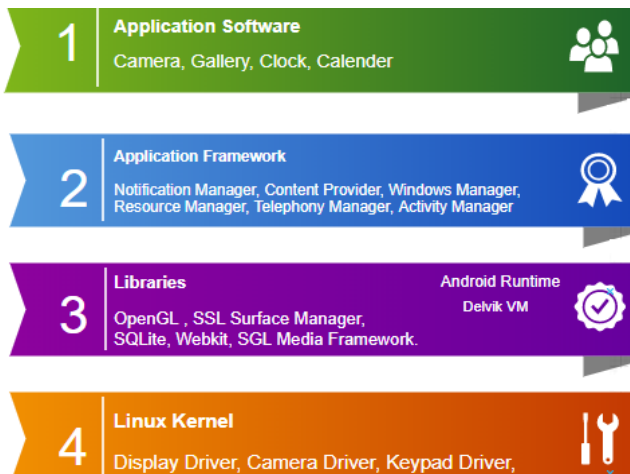 1
Application Software
Camera, Gallery, Clock, Calender
2
Application Framework
Notification Manager, Content Provider, Windows Manager,
Resource Manager, Telephony Manager, Activity Manager
3
Libraries
Android Runtime
Delvik VM
OpenGL , SSL Surface Manager,
SQLite, Webkit, SGL Media Framework.
4
Linux Kernel
Display Driver, Camera Driver, Keypad Driver,